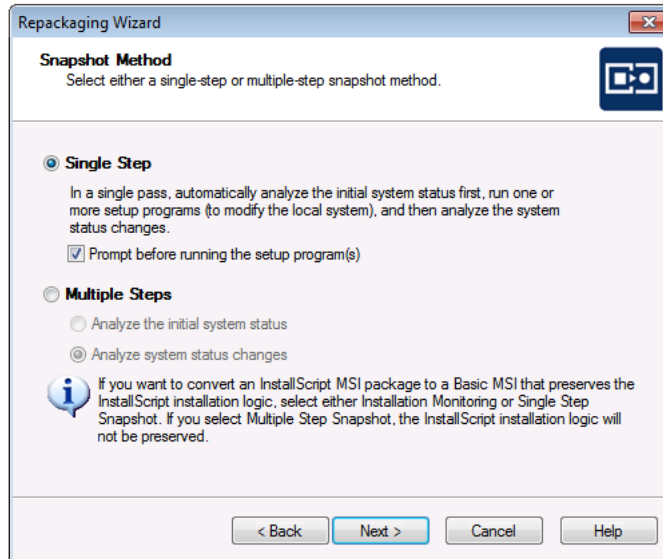 Repackaging Wizard
Snapshot Method
Select either a single-step or multiple-step snapshot method.
Single Step
In a single pass, automatically analyze the initial system status first, run one or
more setup programs (to modify the local system), and then analyze the system
status changes.
Prompt before running the setup program(s)
Multiple Steps
Analyze the initial system status
Analyze system status changes
If you want to convert an InstallScript MSI package to a Basic MSI that preserves the
InstallScript installation logic, select either Installation Monitoring or Single Step
Snapshot. If you select Multiple Step Snapshot, the InstallScript installation logic will
not be preserved.
< Back Next > Cancel Help